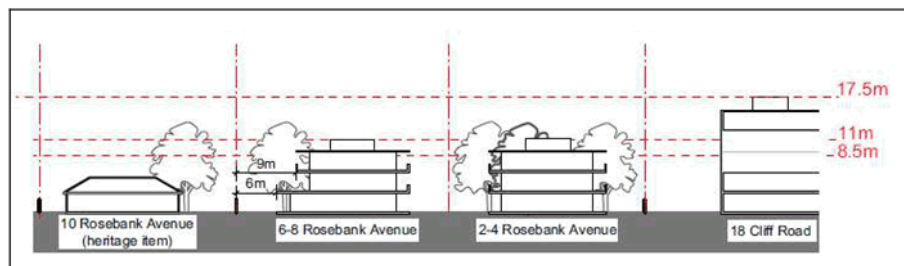 17.5m
11m
8.5m
9m
6m
10 Rosebank Avenue
(heritage item)
6-8 Rosebank Avenue
2-4 Rosebank Avenue
18 Cliff Road